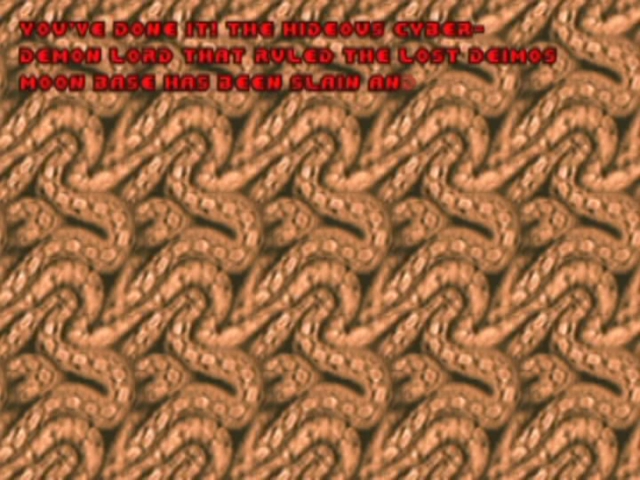 YOU'VE DONE IT! THE HIDEOUS CYBER-
DEMON LORD THAT RULED THE LOST DEIMOS
MOON BASE HAS BEEN SLAIN AND